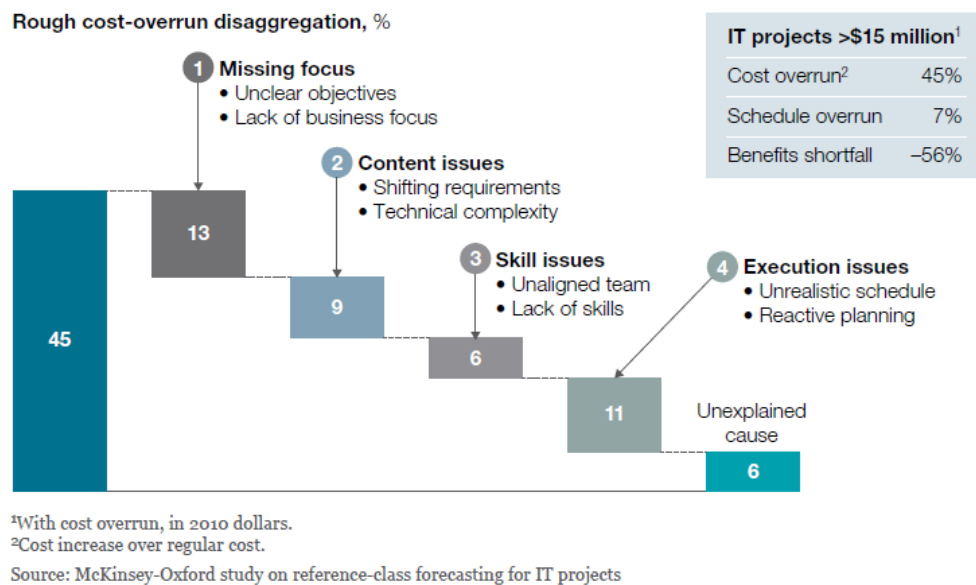 Rough cost-overrun disaggregation, %
IT projects >$15 million¹
Cost overrun² 45%
Schedule overrun 7%
Benefits shortfall –56%
1 Missing focus
• Unclear objectives
• Lack of business focus
2 Content issues
• Shifting requirements
• Technical complexity
3 Skill issues
• Unaligned team
• Lack of skills
4 Execution issues
• Unrealistic schedule
• Reactive planning
45
13
9
6
11
Unexplained
cause
6
¹With cost overrun, in 2010 dollars.
²Cost increase over regular cost.
Source: McKinsey-Oxford study on reference-class forecasting for IT projects